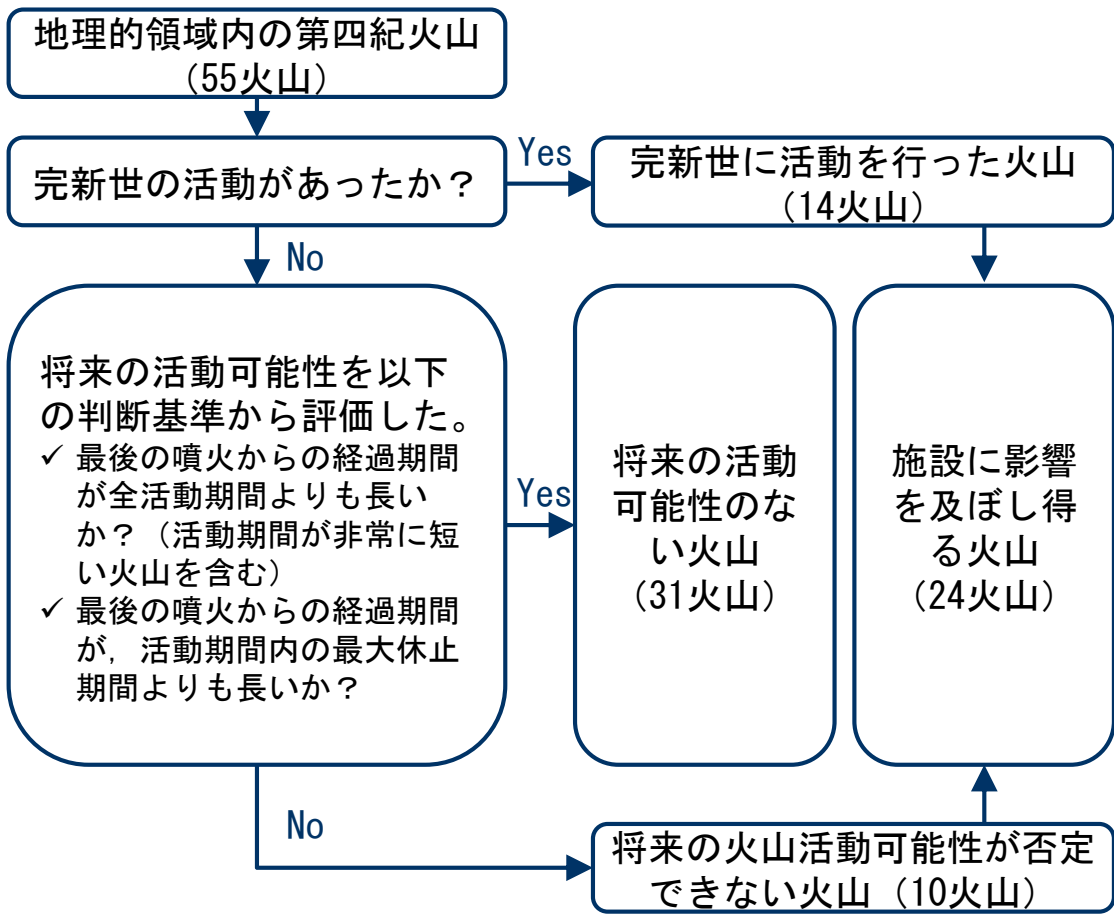 地理的領域内の第四紀火山
(55火山)
完新世の活動があったか？
Yes
完新世に活動を行った火山
(14火山)
No
将来の活動可能性を以下
の判断基準から評価した。
✓ 最後の噴火からの経過期間
が全活動期間よりも長い
か？（活動期間が非常に短
い火山を含む）
✓ 最後の噴火からの経過期間
が，活動期間内の最大休止
期間よりも長いか？
Yes
将来の活動
可能性のな
い火山
(31火山)
施設に影響
を及ぼし得
る火山
(24火山)
No
将来の火山活動可能性が否定
できない火山（10火山）